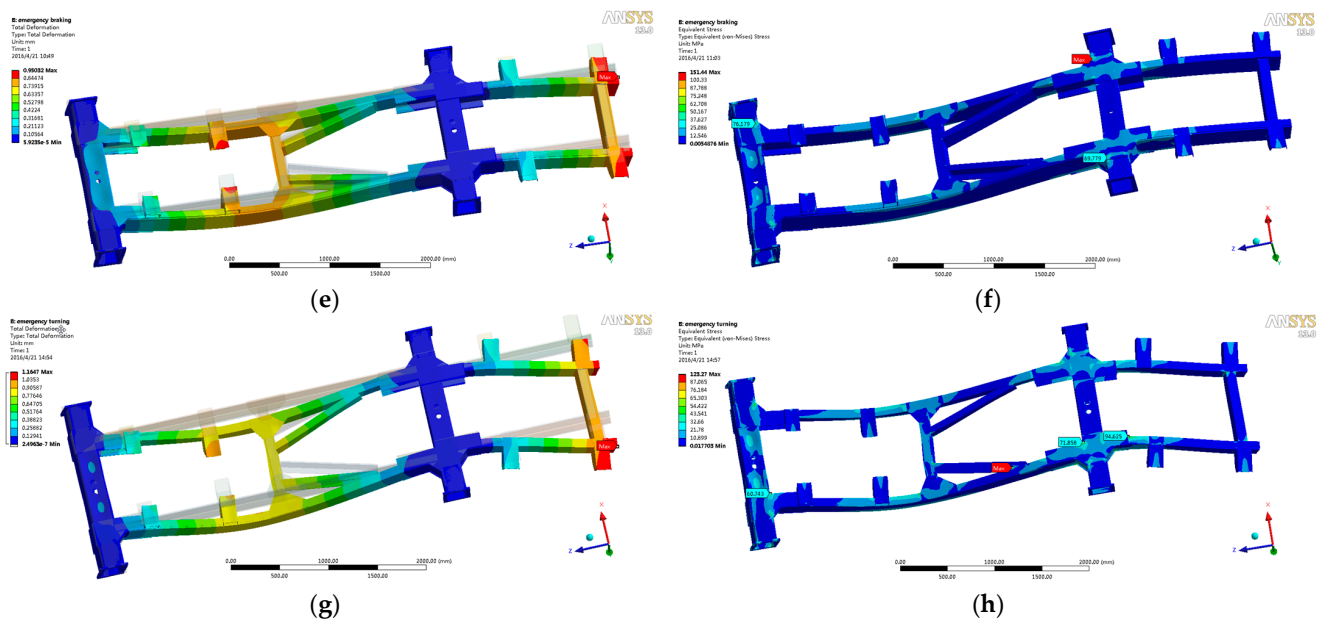 B: emergency braking
Total Deformation
Type: Total Deformation
Unit: mm
Time: 1
2016/4/21 10:49
0.95032 Max
0.84474
0.73915
0.63357
0.52798
0.4224
0.31681
0.21123
0.10564
5.9235e-5 Min
ANSYS
13.0
Max
X
Y
Z
0.00
1000.00
2000.00 (mm)
500.00
1500.00
(e)
B: emergency braking
Equivalent Stress
Type: Equivalent (von-Mises) Stress
Unit: MPa
Time: 1
2016/4/21 11:03
151.44 Max
100.33
87.788
75.248
62.708
50.167
37.627
25.086
12.546
0.0054876 Min
ANSYS
13.0
Max
76.179
69.779
X
Y
Z
0.00
1000.00
2000.00 (mm)
500.00
1500.00
(f)
B: emergency turning
Total Deformation
Type: Total Deformation
Unit: mm
Time: 1
2016/4/21 14:54
1.1647 Max
1.0353
0.90587
0.77646
0.64705
0.51764
0.38823
0.25882
0.12941
2.4963e-7 Min
ANSYS
13.0
Max
X
Z
0.00
1000.00
2000.00 (mm)
500.00
1500.00
(g)
B: emergency turning
Equivalent Stress
Type: Equivalent (von-Mises) Stress
Unit: MPa
Time: 1
2016/4/21 14:57
123.27 Max
87.065
76.184
65.303
54.422
43.541
32.66
21.78
10.899
0.017703 Min
ANSYS
13.0
71.856
94.625
Max
60.743
X
Z
0.00
1000.00
2000.00 (mm)
500.00
1500.00
(h)